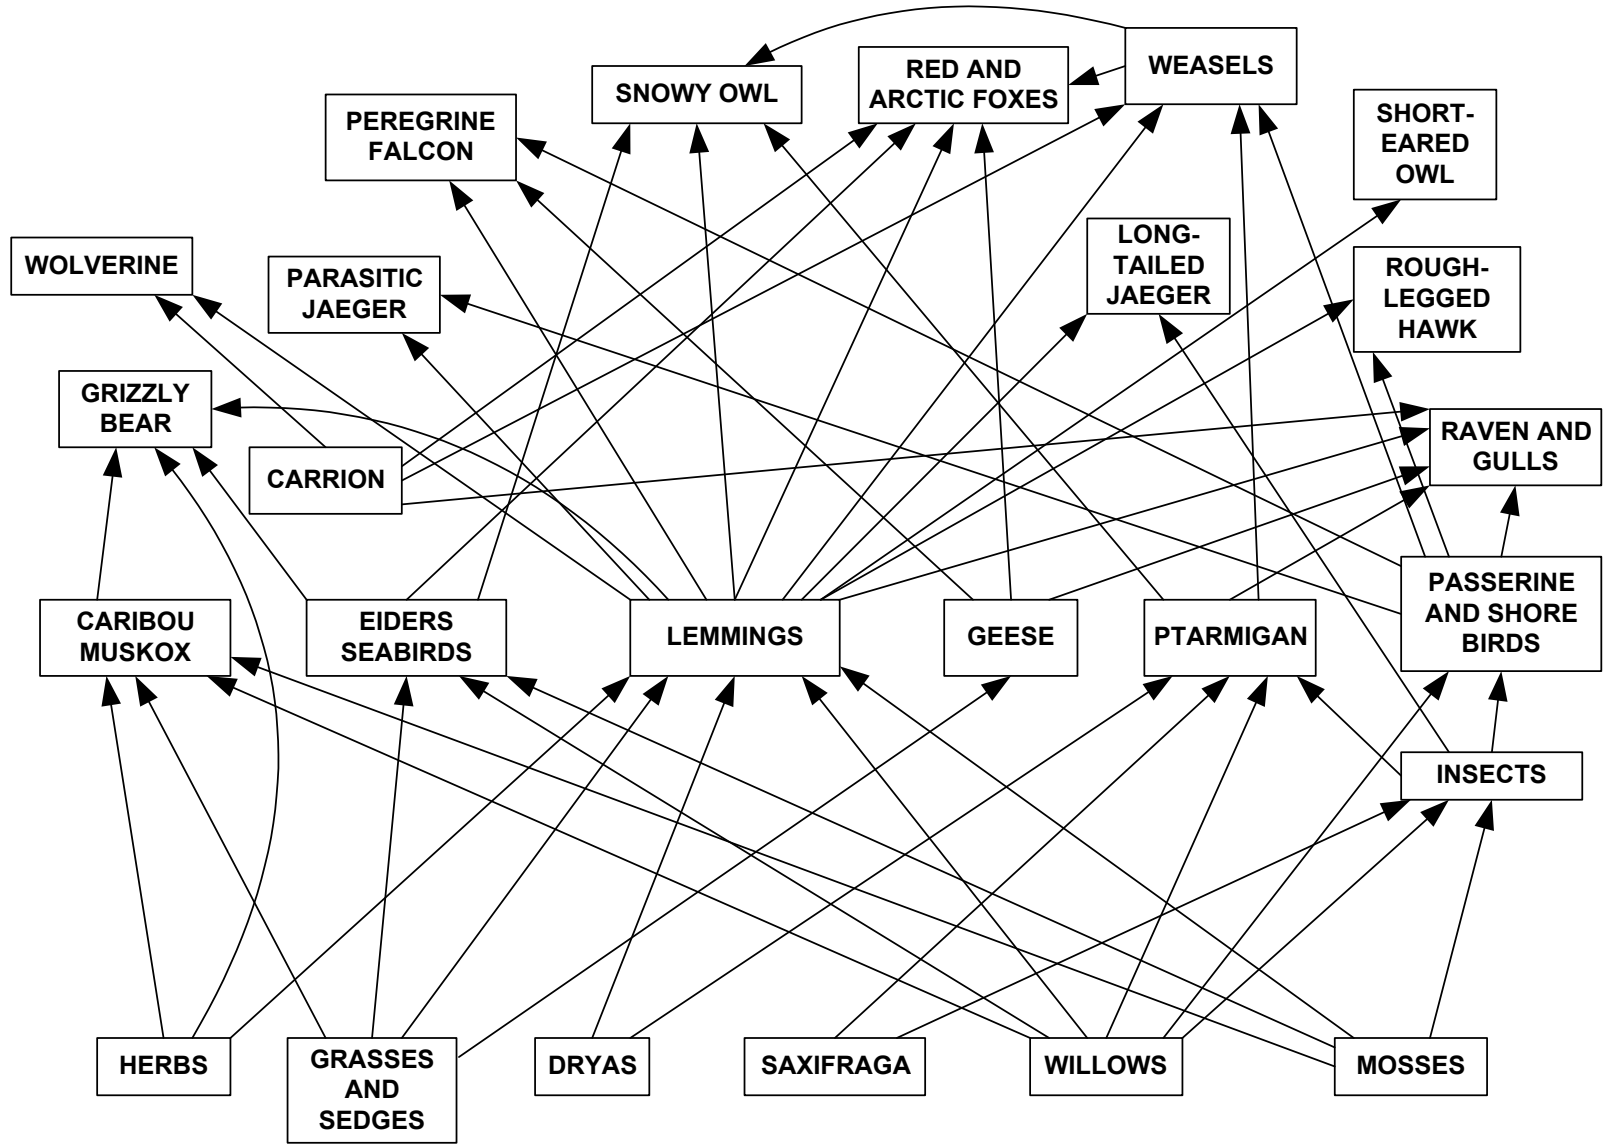 WEASELS
RED AND
ARCTIC FOXES
SNOWY OWL
PEREGRINE
FALCON
SHORT-
EARED
OWL
WOLVERINE
PARASITIC
JAEGER
LONG-
TAILED
JAEGER
ROUGH-
LEGGED
HAWK
GRIZZLY
BEAR
CARRION
RAVEN AND
GULLS
CARIBOU
MUSKOX
EIDERS
SEABIRDS
LEMMINGS
GEESE
PTARMIGAN
PASSERINE
AND SHORE
BIRDS
INSECTS
HERBS
GRASSES
AND
SEDGES
DRYAS
SAXIFRAGA
WILLOWS
MOSSES